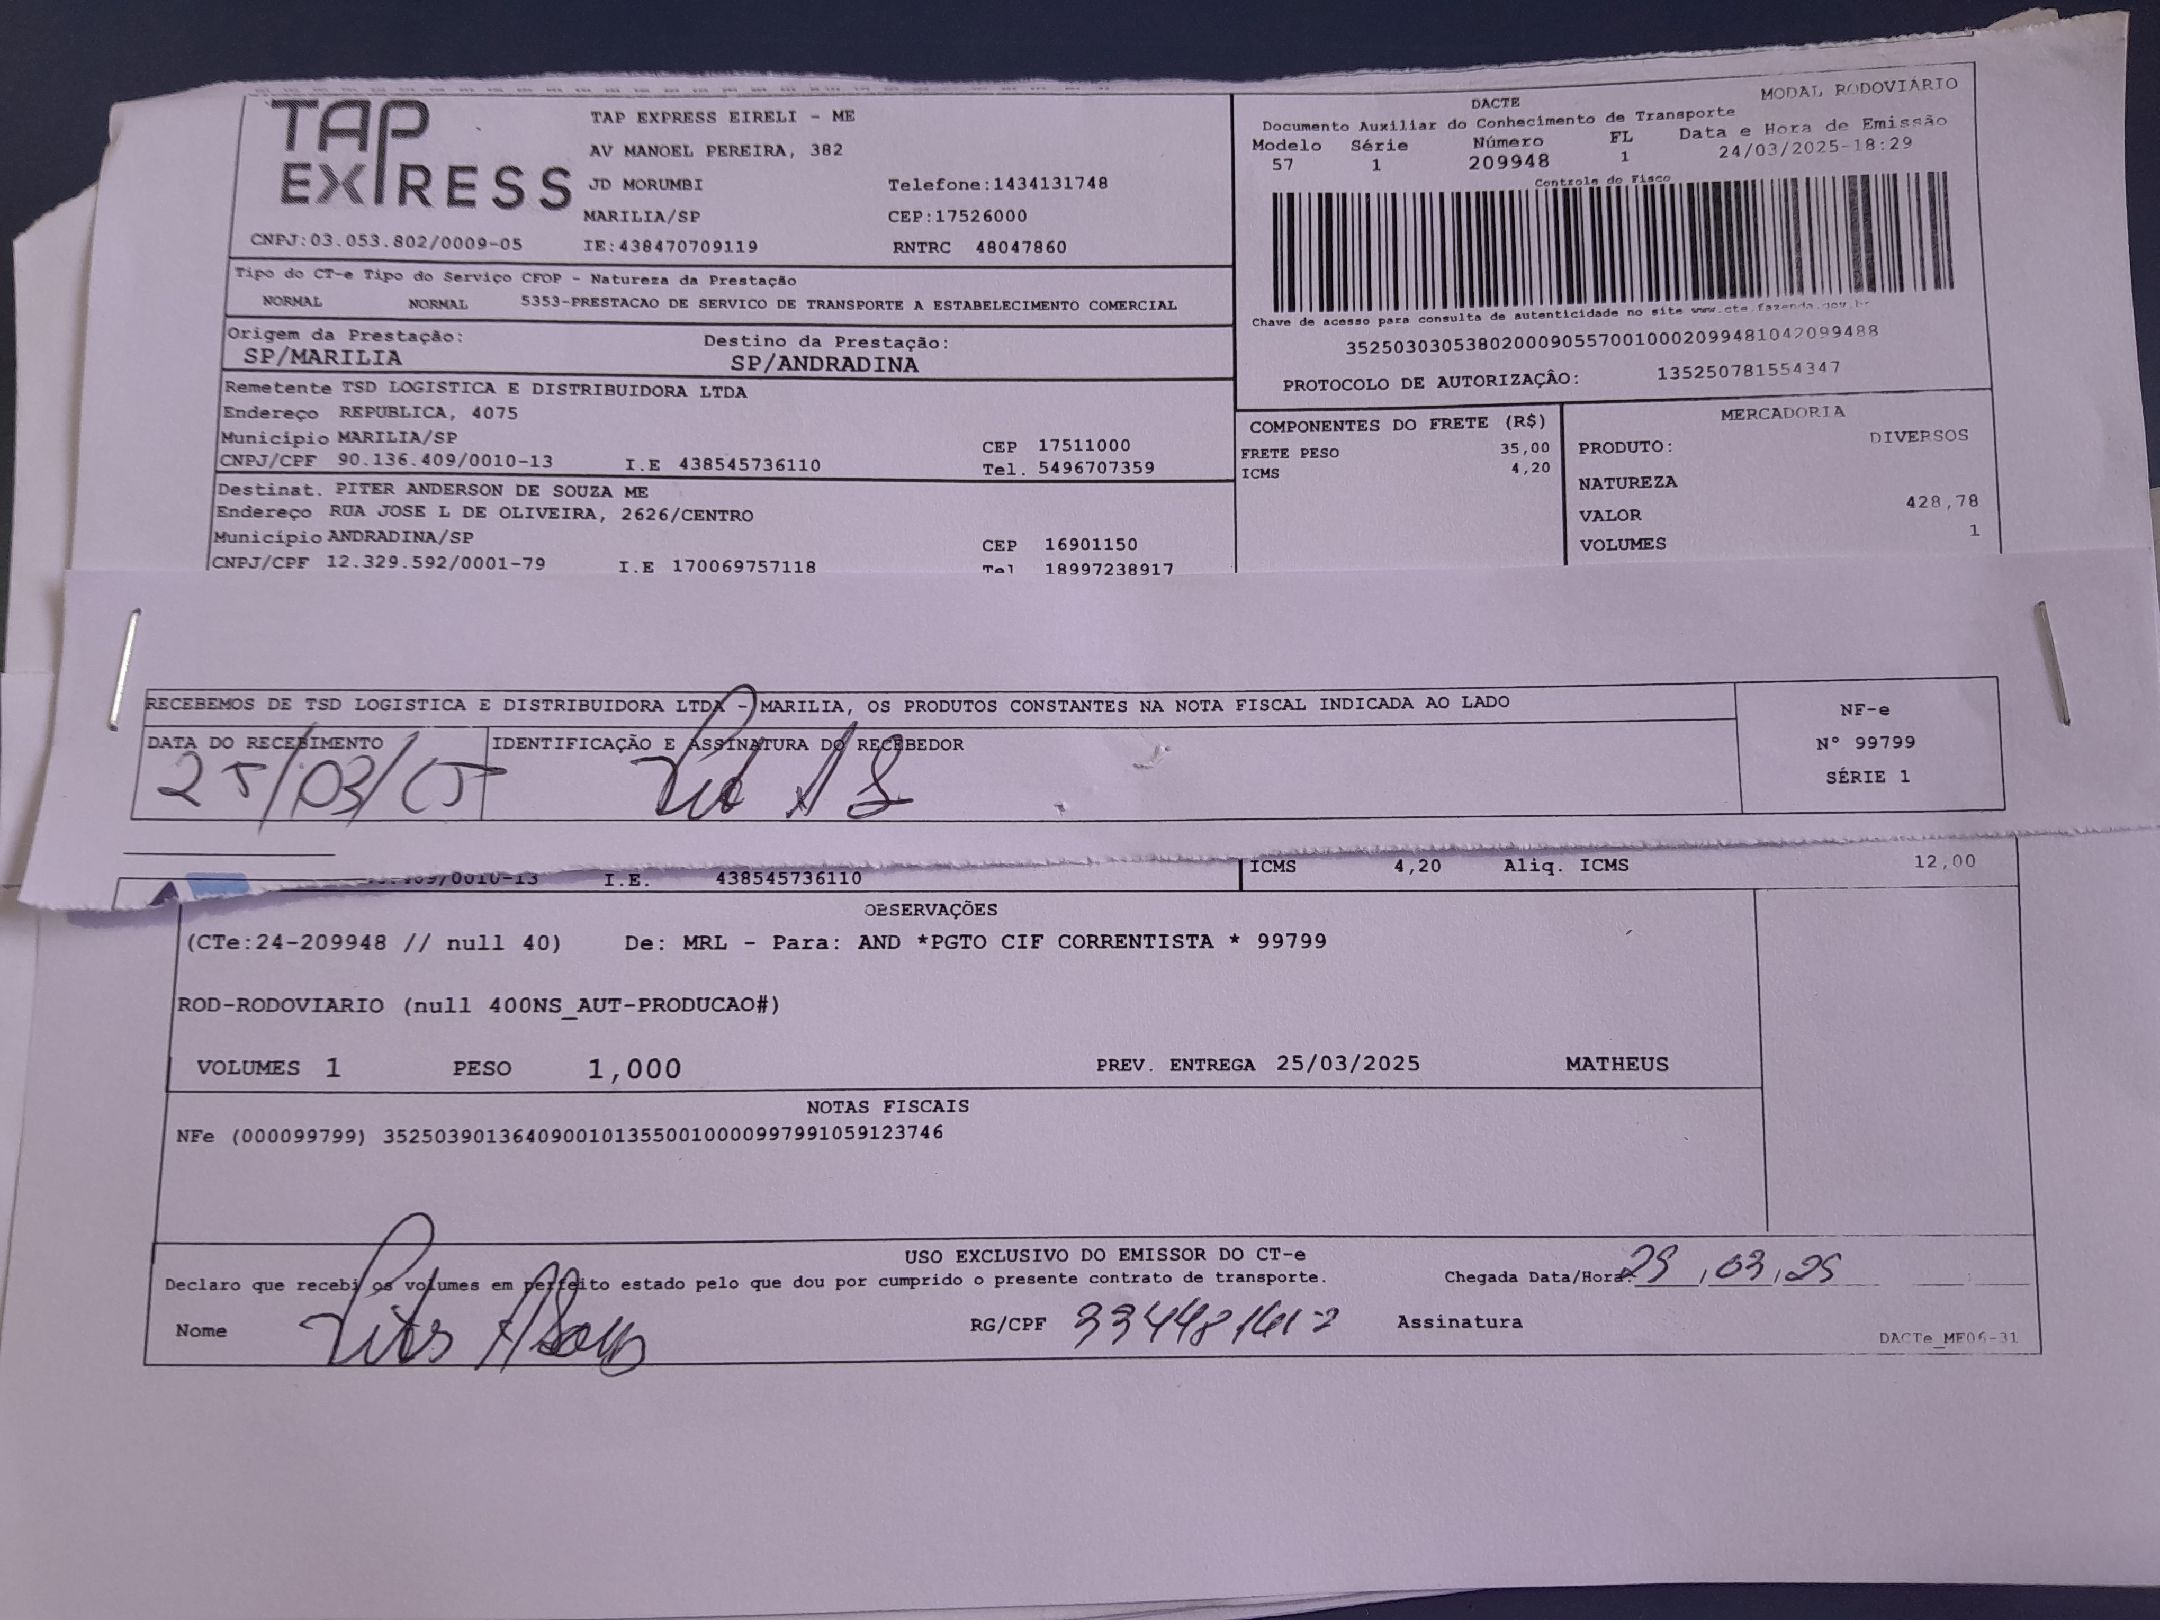 TAP EXPRESS
TAP EXPRESS EIRELI - ME
AV MANOEL PEREIRA, 382
JD MORUMBI Telefone:1434131748
MARILIA/SP CEP:17526000
CNPJ:03.053.802/0009-05 IE:438470709119 RNTRC 48047860
MODAL RODOVIÁRIO
DACTE
Documento Auxiliar do Conhecimento de Transporte
Modelo Série Número FL Data e Hora de Emissão
57 1 209948 1 24/03/2025-18:29
Controle do Fisco
Chave de acesso para consulta de autenticidade no site www.cte.fazenda.gov.br
35250303053802000905570010002099481042099488
PROTOCOLO DE AUTORIZAÇÂO: 135250781554347
Tipo do CT-e Tipo do Serviço CFOP - Natureza da Prestação
NORMAL NORMAL 5353-PRESTACAO DE SERVICO DE TRANSPORTE A ESTABELECIMENTO COMERCIAL
Origem da Prestação: Destino da Prestação:
SP/MARILIA SP/ANDRADINA
Remetente TSD LOGISTICA E DISTRIBUIDORA LTDA
Endereço REPUBLICA, 4075
Município MARILIA/SP CEP 17511000
CNPJ/CPF 90.136.409/0010-13 I.E 438545736110 Tel. 5496707359
Destinat. PITER ANDERSON DE SOUZA ME
Endereço RUA JOSE L DE OLIVEIRA, 2626/CENTRO
Município ANDRADINA/SP CEP 16901150
CNPJ/CPF 12.329.592/0001-79 I.E 170069757118 Tel 18997238917
COMPONENTES DO FRETE (R$)
FRETE PESO 35,00
ICMS 4,20
MERCADORIA
PRODUTO: DIVERSOS
NATUREZA
VALOR 428,78
VOLUMES 1
RECEBEMOS DE TSD LOGISTICA E DISTRIBUIDORA LTDA - MARILIA, OS PRODUTOS CONSTANTES NA NOTA FISCAL INDICADA AO LADO
DATA DO RECEBIMENTO IDENTIFICAÇÃO E ASSINATURA DO RECEBEDOR
25/03/
NF-e
N° 99799
SÉRIE 1
/0010-13 I.E. 438545736110
ICMS 4,20 Aliq. ICMS 12,00
OBSERVAÇÕES
(CTe:24-209948 // null 40) De: MRL - Para: AND *PGTO CIF CORRENTISTA * 99799
ROD-RODOVIARIO (null 400NS_AUT-PRODUCAO#)
VOLUMES 1 PESO 1,000 PREV. ENTREGA 25/03/2025 MATHEUS
NOTAS FISCAIS
NFe (000099799) 35250390136409001013550010000997991059123746
USO EXCLUSIVO DO EMISSOR DO CT-e
Declaro que recebi os volumes em perfeito estado pelo que dou por cumprido o presente contrato de transporte. Chegada Data/Hora: 25,03,25
Nome RG/CPF Assinatura
DACTe_MF06-31